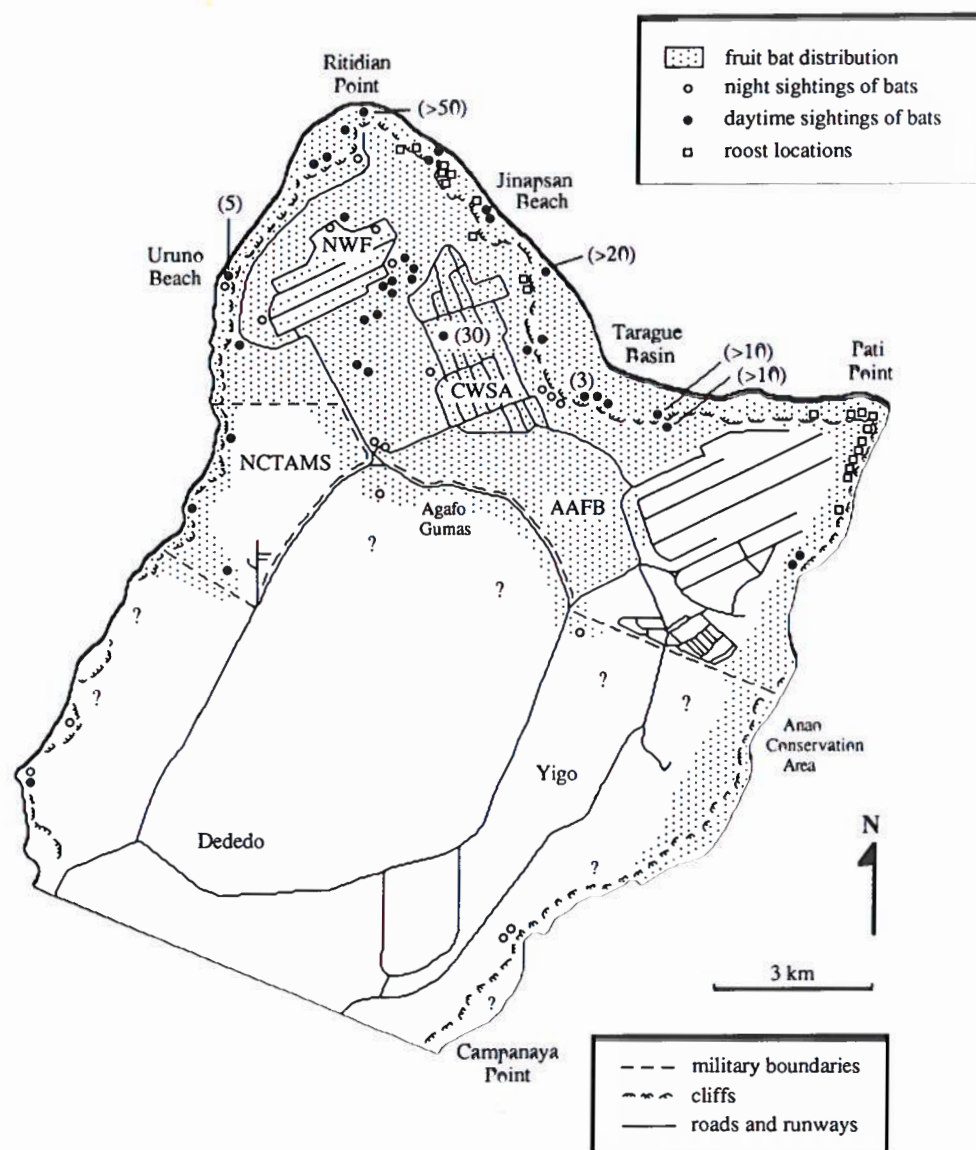 fruit bat distribution
night sightings of bats
daytime sightings of bats
roost locations
Ritidian
Point
(>50)
Jinapsan
Beach
(5)
Uruno
Beach
NWF
(>20)
(30)
Tarague
Basin
(>10)
(>10)
Pati
Point
(3)
CWSA
NCTAMS
Agafo
Gumas
AAFB
?
?
?
?
?
?
Anao
Conservation
Area
Yigo
Dededo
?
N
3 km
?
Campanaya
Point
military boundaries
cliffs
roads and runways